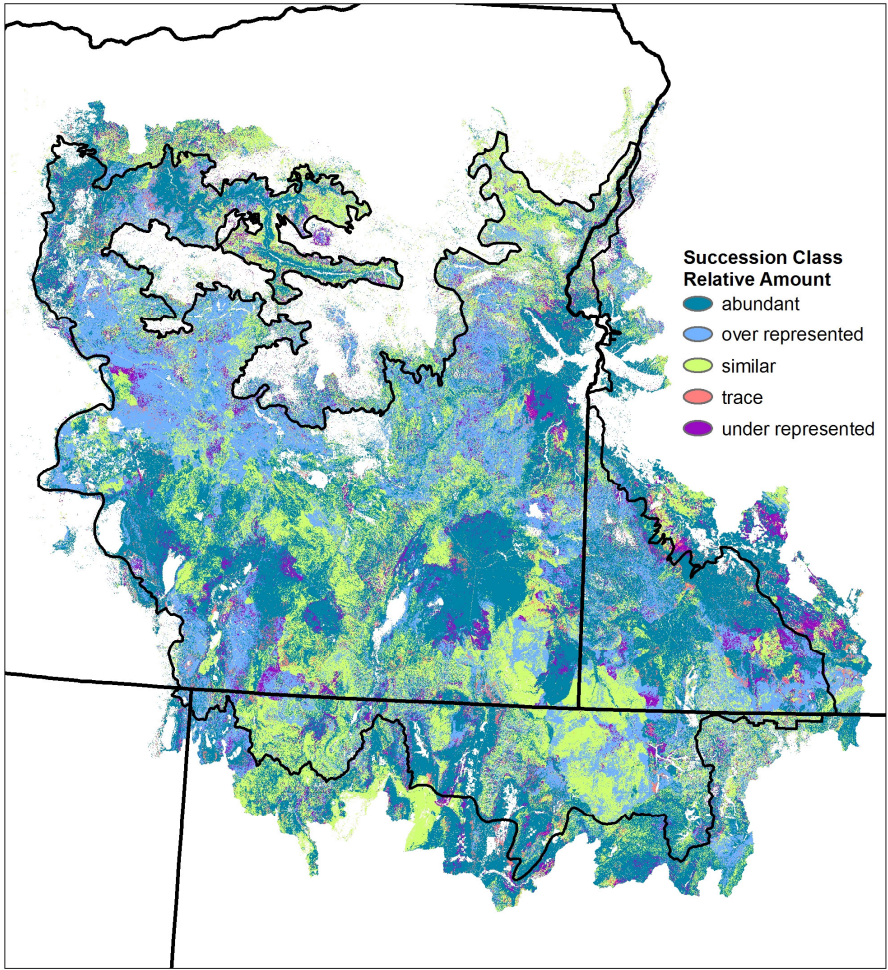 Succession Class
Relative Amount
abundant
over represented
similar
trace
under represented